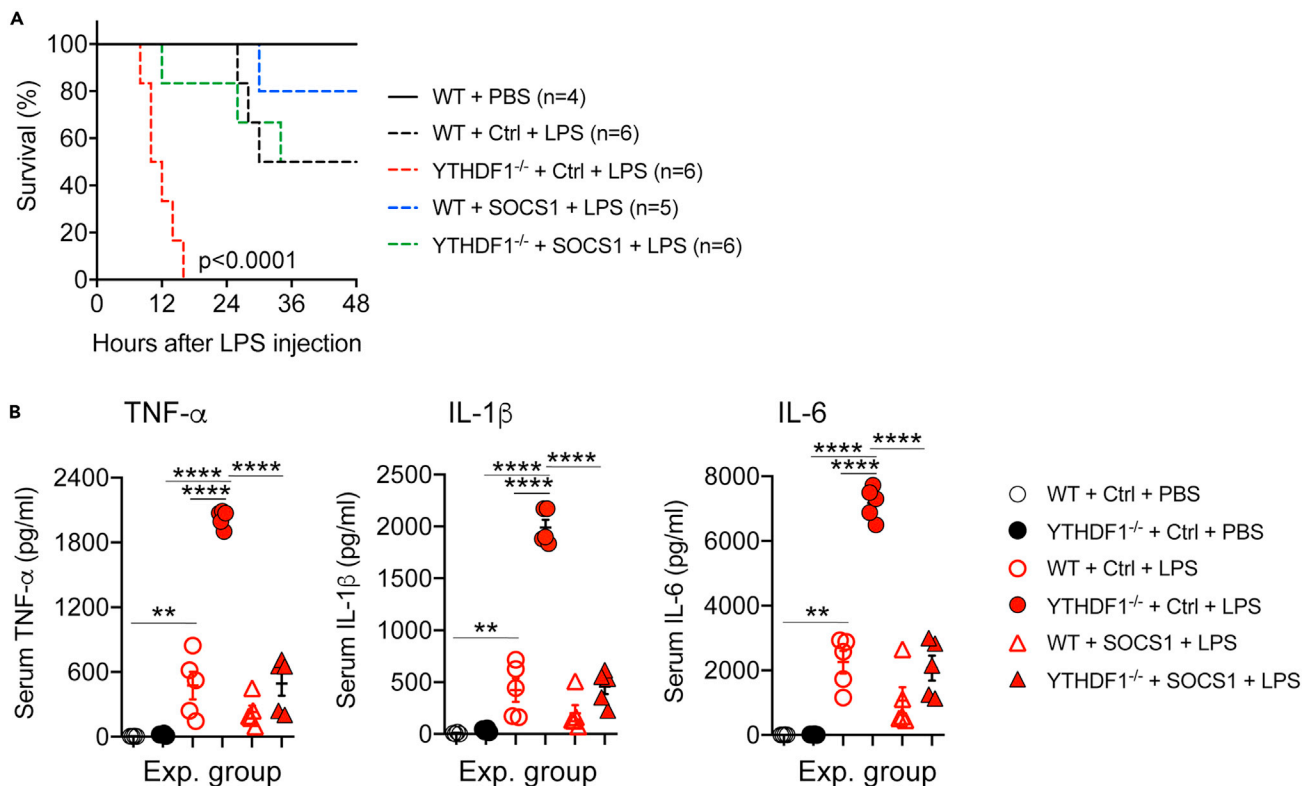 A
Survival (%)
100
80
60
40
20
0
p<0.0001
0 12 24 36 48
Hours after LPS injection
WT + PBS (n=4)
WT + Ctrl + LPS (n=6)
YTHDF1-/- + Ctrl + LPS (n=6)
WT + SOCS1 + LPS (n=5)
YTHDF1-/- + SOCS1 + LPS (n=6)
B
TNF-α
Serum TNF-α (pg/ml)
2400
1800
1200
600
0
**** ****
****
**
Exp. group
IL-1β
Serum IL-1β (pg/ml)
2500
2000
1500
1000
500
0
**** ****
****
**
Exp. group
IL-6
Serum IL-6 (pg/ml)
8000
6000
4000
2000
0
**** ****
****
**
Exp. group
WT + Ctrl + PBS
YTHDF1-/- + Ctrl + PBS
WT + Ctrl + LPS
YTHDF1-/- + Ctrl + LPS
WT + SOCS1 + LPS
YTHDF1-/- + SOCS1 + LPS